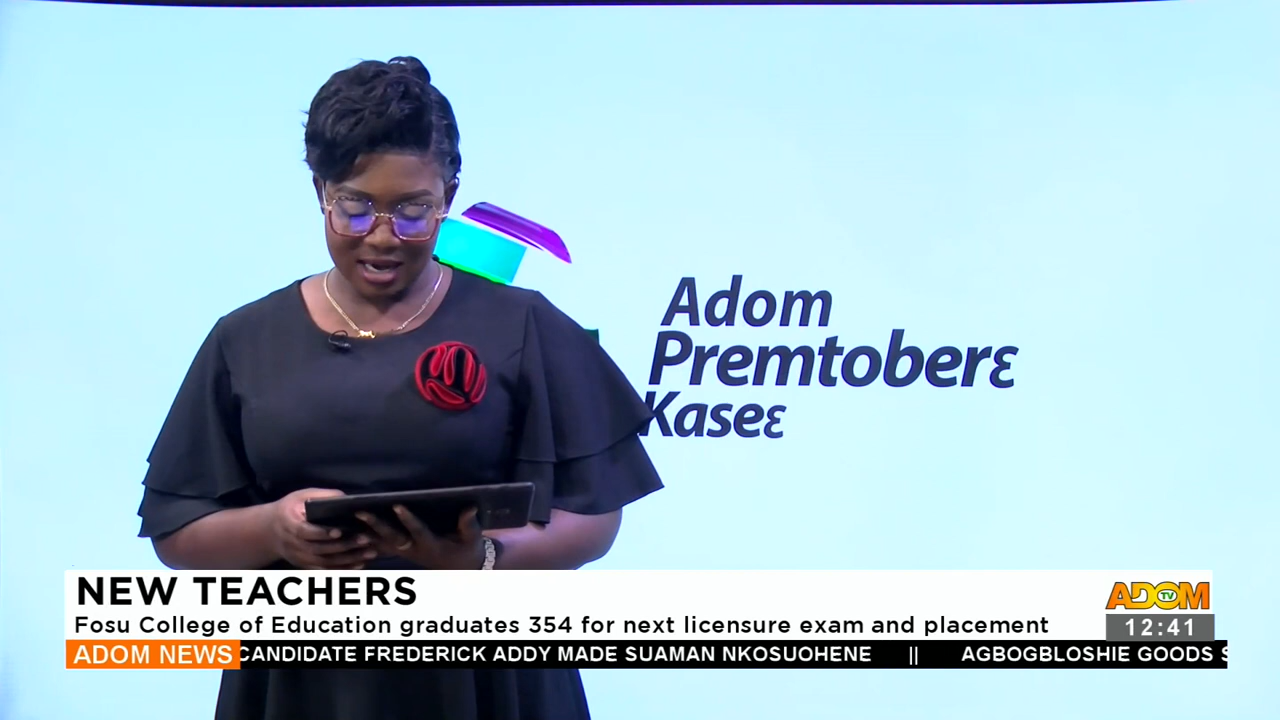 Adom
Premtoberɛ
Kaseɛ
NEW TEACHERS
Fosu College of Education graduates 354 for next licensure exam and placement
ADOM TV
12:41
ADOM NEWS
CANDIDATE FREDERICK ADDY MADE SUAMAN NKOSUOHENE || AGBOGBLOSHIE GOODS